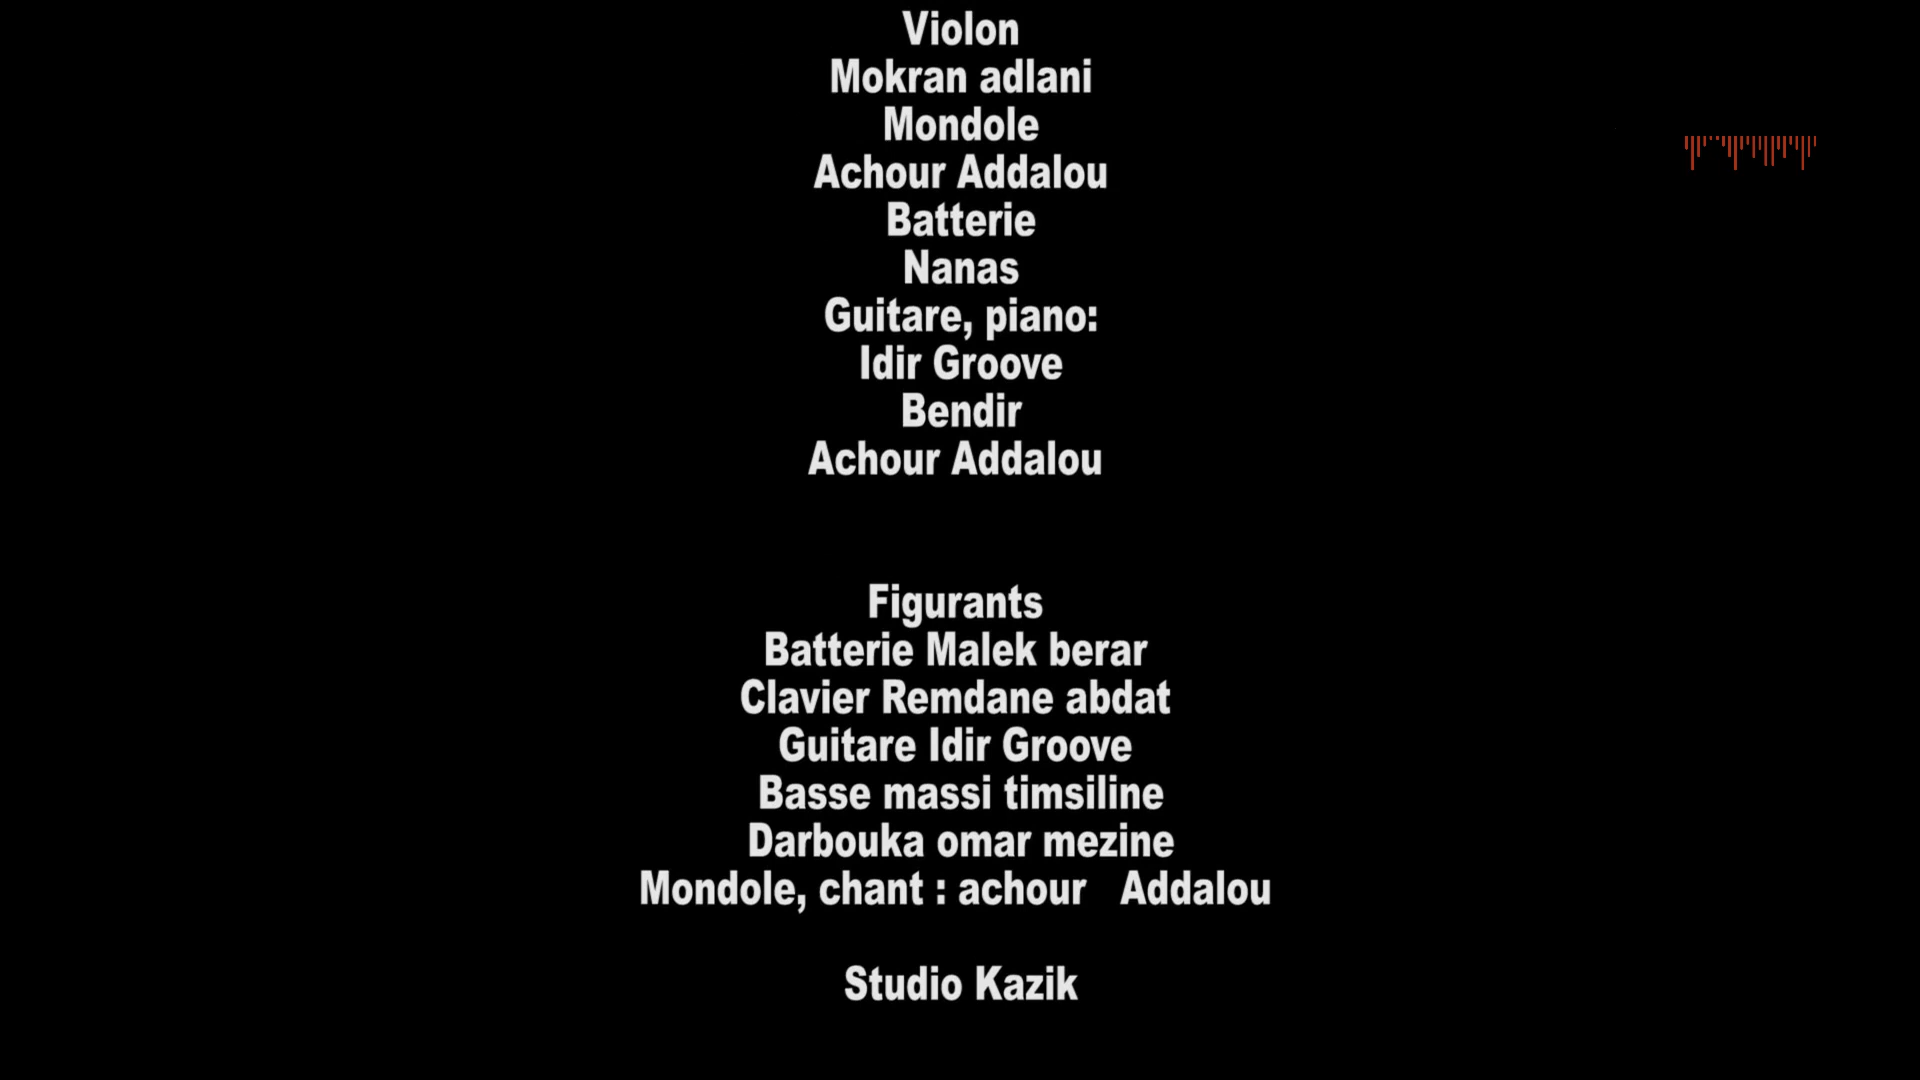 Violon
Mokran adlani
Mondole
Achour Addalou
Batterie
Nanas
Guitare, piano:
Idir Groove
Bendir
Achour Addalou
Figurants
Batterie Malek berar
Clavier Remdane abdat
Guitare Idir Groove
Basse massi timsiline
Darbouka omar mezine
Mondole, chant : achour   Addalou
Studio Kazik